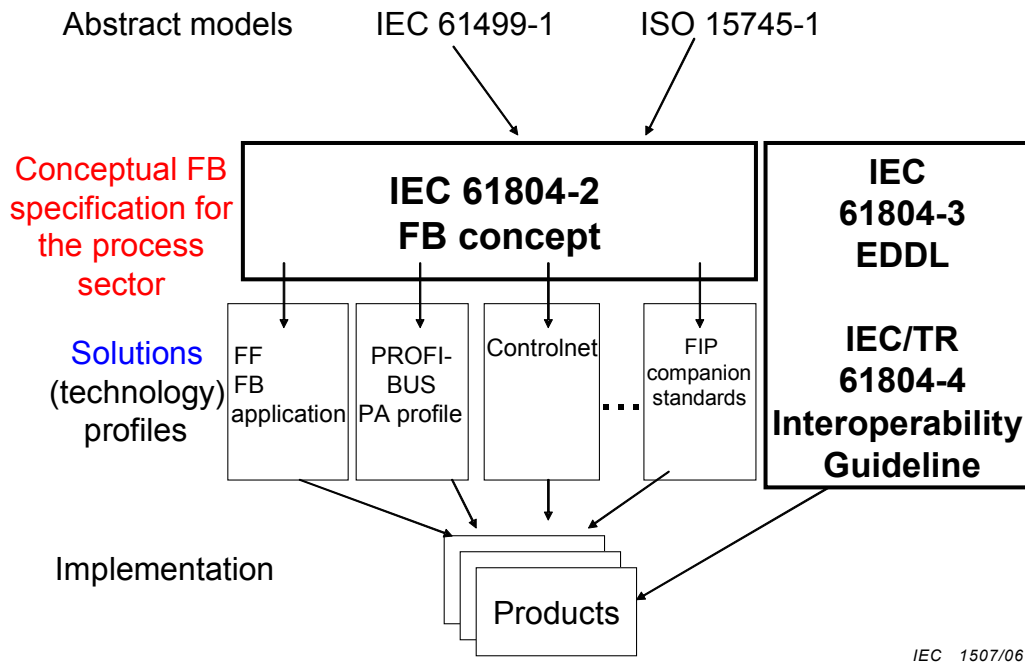 Abstract models
IEC 61499-1
ISO 15745-1
Conceptual FB
specification for
the process
sector
IEC 61804-2
FB concept
IEC
61804-3
EDDL
IEC/TR
61804-4
Interoperability
Guideline
Solutions
(technology)
profiles
FF
FB
application
PROFI-
BUS
PA profile
Controlnet
...
FIP
companion
standards
Implementation
Products
IEC 1507/06